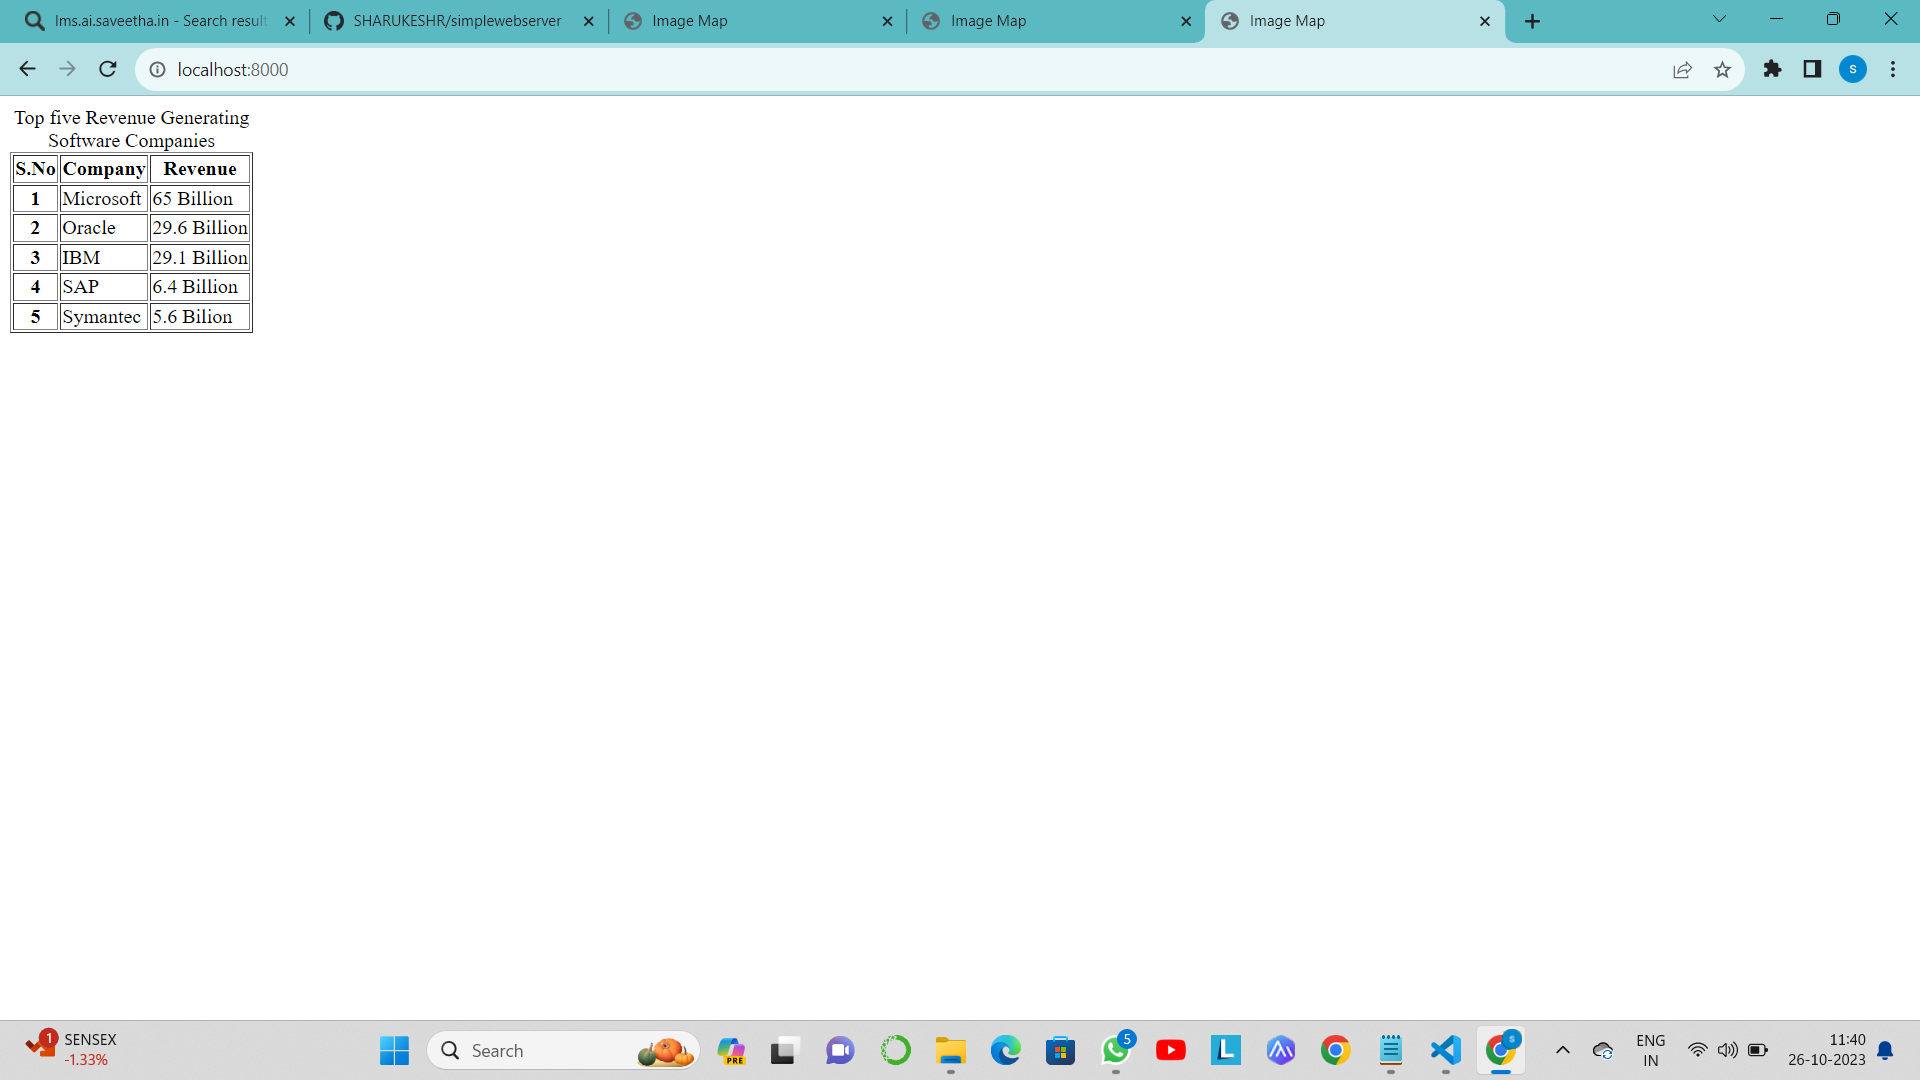 lms.ai.saveetha.in - Search result
SHARUKESHR/simplewebserver
Image Map
Image Map
Image Map
localhost:8000
s
Top five Revenue Generating
Software Companies
S.No Company Revenue
1 Microsoft 65 Billion
2 Oracle 29.6 Billion
3 IBM 29.1 Billion
4 SAP 6.4 Billion
5 Symantec 5.6 Bilion
1
SENSEX
-1.33%
Search
PRE
5
L
s
ENG
IN
11:40
26-10-2023